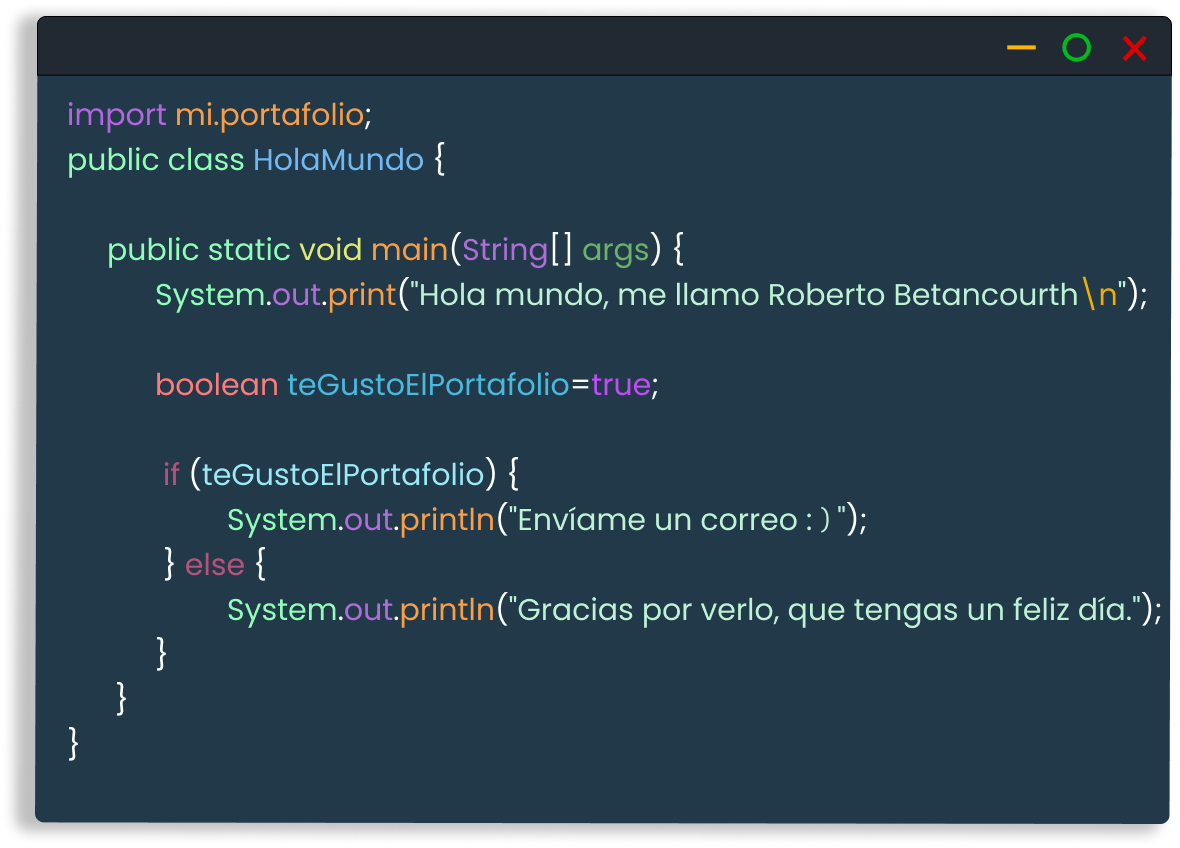 import mi.portafolio;
public class HolaMundo {
public static void main(String[] args) {
System.out.print("Hola mundo, me llamo Roberto Betancourth\n");
boolean teGustoElPortafolio=true;
if (teGustoElPortafolio) {
System.out.println("Envíame un correo : ) ");
} else {
System.out.println("Gracias por verlo, que tengas un feliz día.");
}
}
}